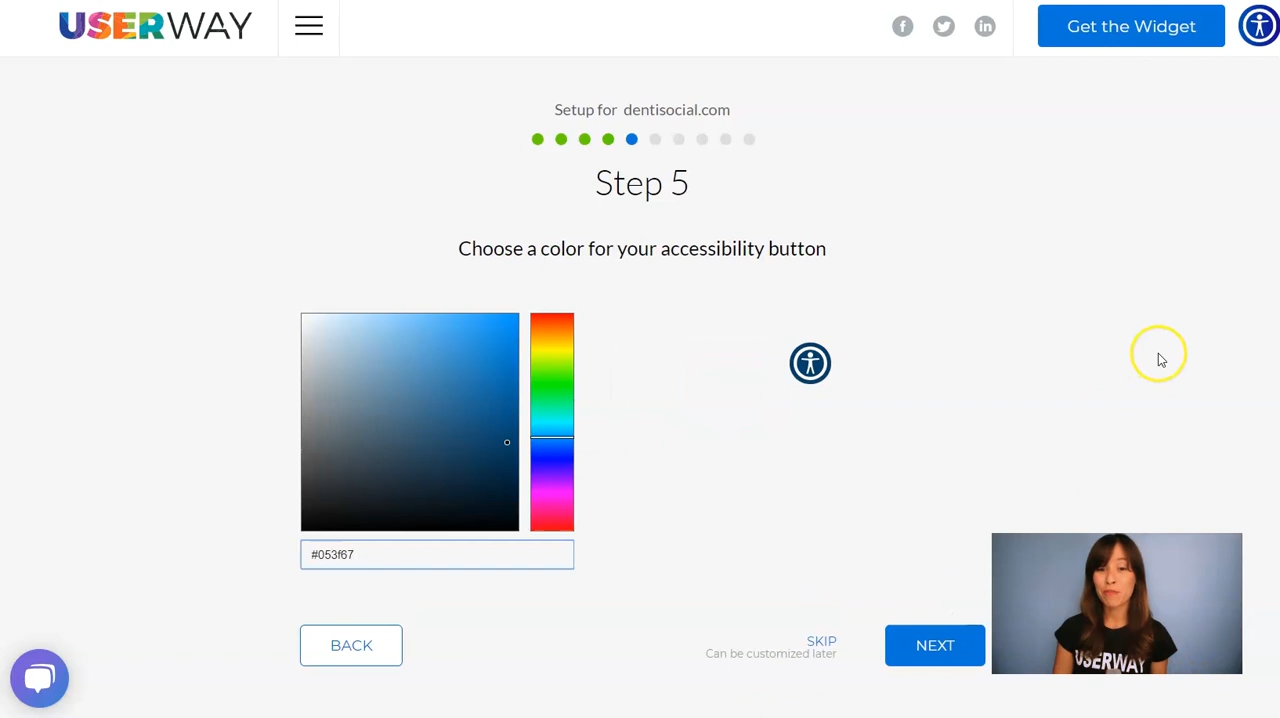 USERWAY
Get the Widget
Setup for dentisocial.com
Step 5
Choose a color for your accessibility button
#053f67
BACK
SKIP
Can be customized later
NEXT
USERWAY